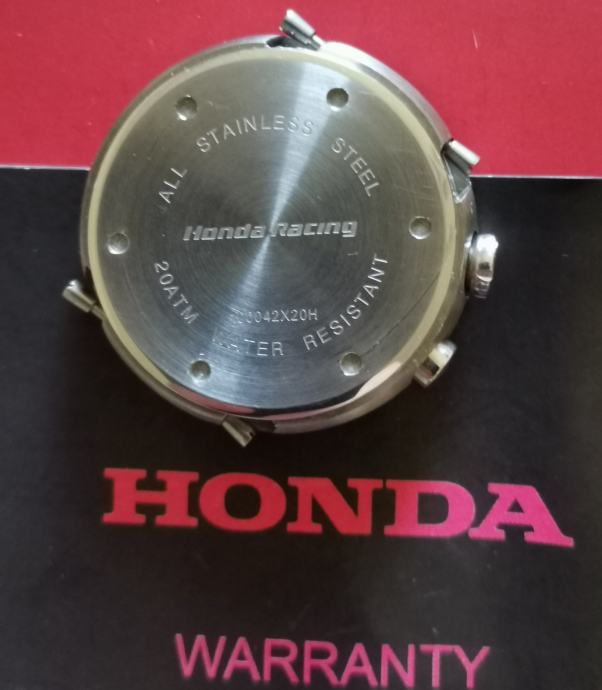 ALL STAINLESS STEEL
Honda Racing
20ATM WATER RESISTANT
HONDA
WARRANTY